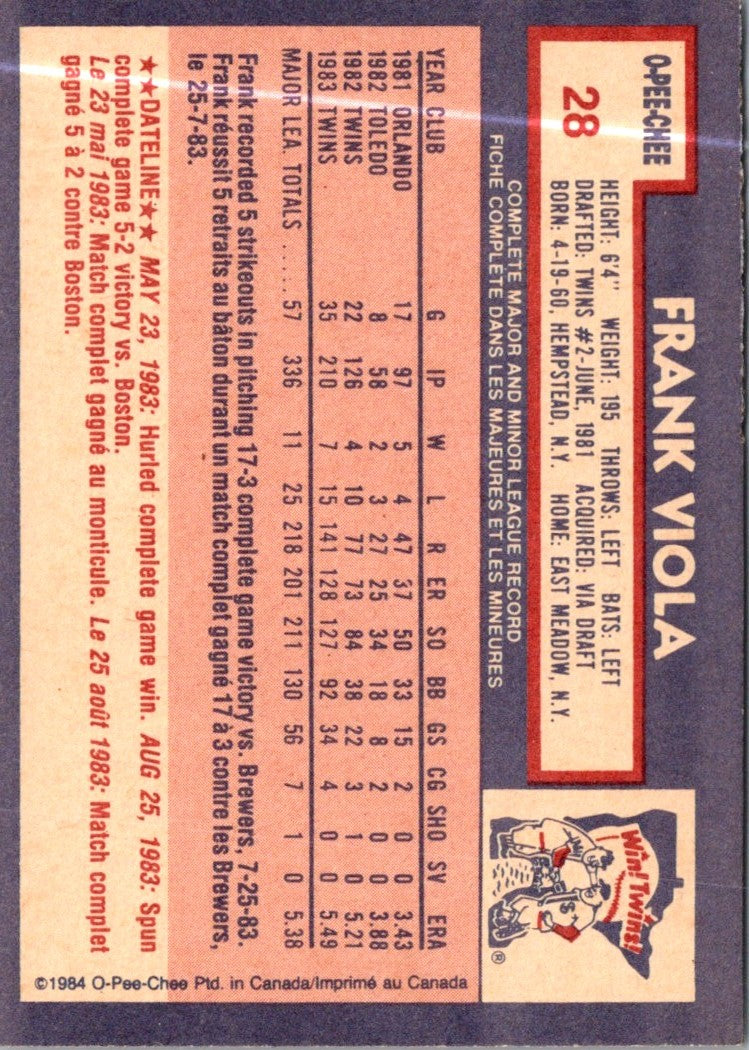 O-PEE-CHEE
28
FRANK VIOLA
HEIGHT: 6'4" WEIGHT: 195 THROWS: LEFT BATS: LEFT
DRAFTED: TWINS #2-JUNE, 1981 ACQUIRED: VIA DRAFT
BORN: 4-19-60, HEMPSTEAD, N.Y. HOME: EAST MEADOW, N.Y.
Win! Twins!
®
COMPLETE MAJOR AND MINOR LEAGUE RECORD
FICHE COMPLÈTE DANS LES MAJEURES ET LES MINEURES
YEAR CLUB G IP W L R ER SO BB GS CG SHO SV ERA
1981 ORLANDO 17 97 5 4 47 37 50 33 15 2 0 0 3.43
1982 TOLEDO 8 58 2 3 27 25 34 18 8 2 0 0 3.88
1982 TWINS 22 126 4 10 77 73 84 38 22 3 1 0 5.21
1983 TWINS 35 210 7 15 141 128 127 92 34 4 0 0 5.49
MAJOR LEA. TOTALS ..... 57 336 11 25 218 201 211 130 56 7 1 0 5.38
Frank recorded 5 strikeouts in pitching 17-3 complete game victory vs. Brewers, 7-25-83.
Frank réussit 5 retraits au bâton durant un match complet gagné 17 à 3 contre les Brewers,
le 25-7-83.
★★DATELINE★★ MAY 23, 1983: Hurled complete game win. AUG 25, 1983: Spun
complete game 5-2 victory vs. Boston.
Le 23 mai 1983: Match complet gagné au monticule. Le 25 août 1983: Match complet
gagné 5 à 2 contre Boston.
©1984 O-Pee-Chee Ptd. in Canada/Imprimé au Canada